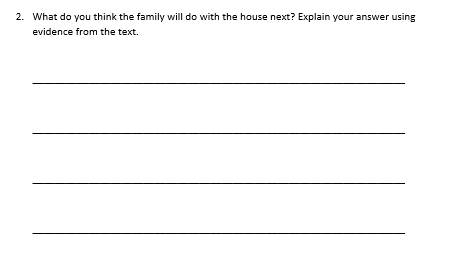 2. What do you think the family will do with the house next? Explain your answer using
evidence from the text.